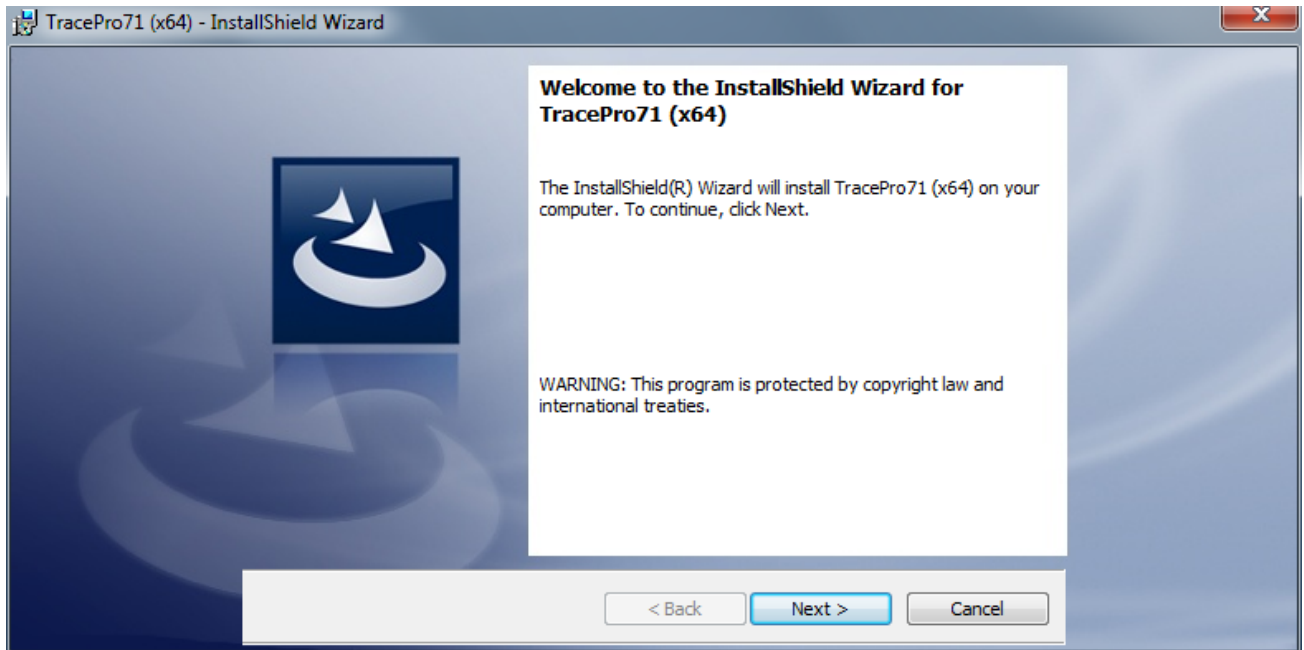 TracePro71 (x64) - InstallShield Wizard
Welcome to the InstallShield Wizard for
TracePro71 (x64)
The InstallShield(R) Wizard will install TracePro71 (x64) on your
computer. To continue, click Next.
WARNING: This program is protected by copyright law and
international treaties.
< Back Next > Cancel